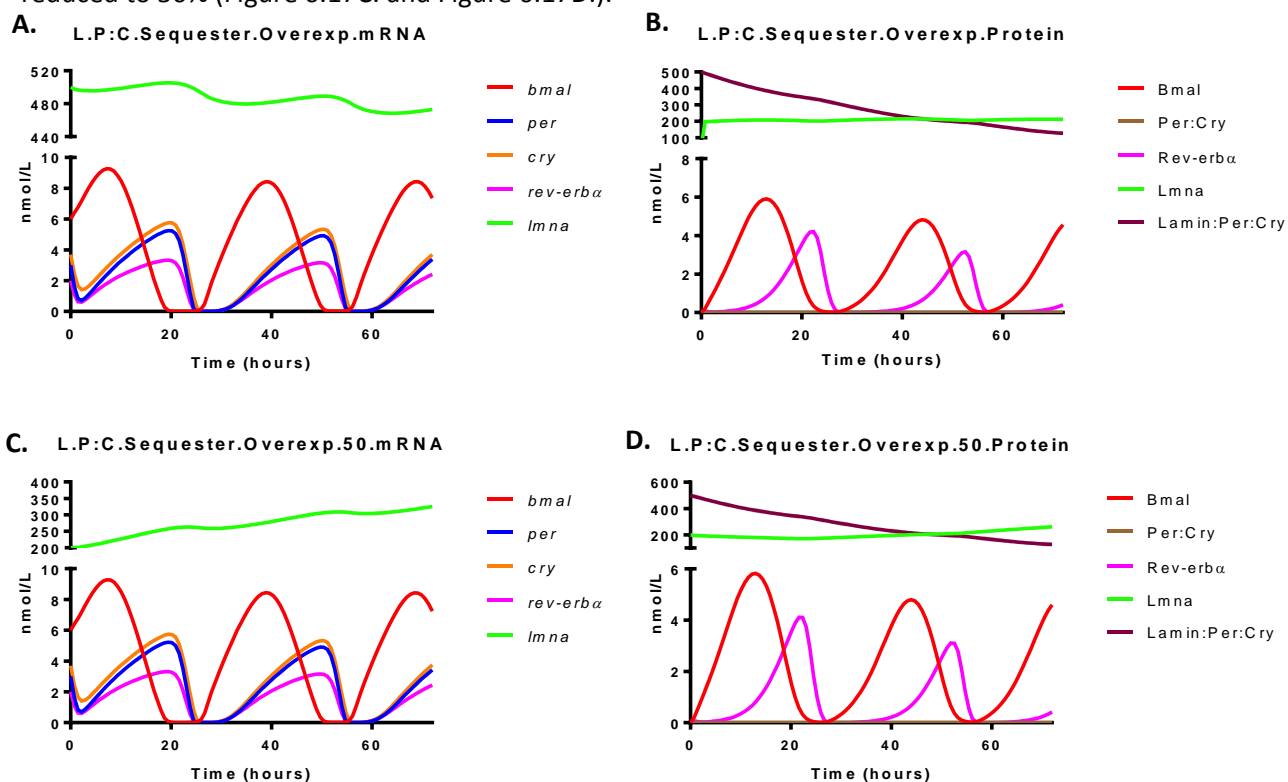 reduced to 50% (Figure 6.17C. and Figure 6.17D.).
A.
L.P:C.Sequester.Overexp.mRNA
520
480
440
10
8
6
4
2
0
nmol/L
0 20 40 60
Time (hours)
bmal
per
cry
rev-erbα
lmna
B.
L.P:C.Sequester.Overexp.Protein
500
400
300
200
100
8
6
4
2
0
nmol/L
0 20 40 60
Time (hours)
Bmal
Per:Cry
Rev-erbα
Lmna
Lamin:Per:Cry
C.
L.P:C.Sequester.Overexp.50.mRNA
400
350
300
250
200
10
8
6
4
2
0
nmol/L
0 20 40 60
Time (hours)
bmal
per
cry
rev-erbα
lmna
D.
L.P:C.Sequester.Overexp.50.Protein
600
400
200
6
4
2
0
nmol/L
0 20 40 60
Time (hours)
Bmal
Per:Cry
Rev-erbα
Lmna
Lamin:Per:Cry